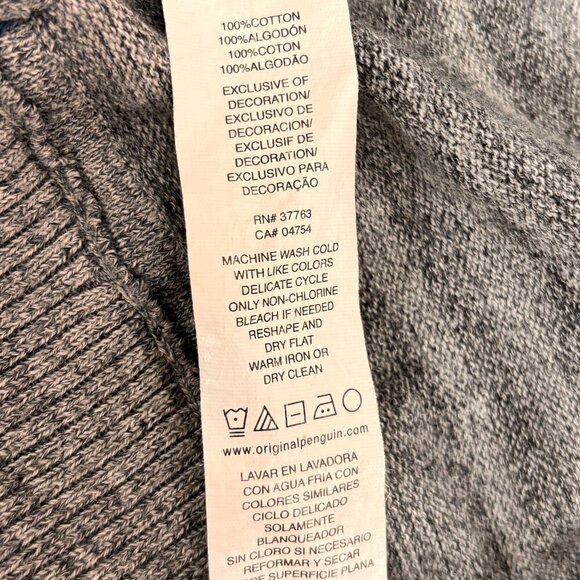 100%COTTON
100%ALGODÓN
100%COTON
100%ALGODÃO
EXCLUSIVE OF
DECORATION/
EXCLUSIVO DE
DECORACION/
EXCLUSIF DE
DECORATION/
EXCLUSIVO PARA
DECORAÇÃO
RN# 37763
CA# 04754
MACHINE WASH COLD
WITH LIKE COLORS
DELICATE CYCLE
ONLY NON-CHLORINE
BLEACH IF NEEDED
RESHAPE AND
DRY FLAT
WARM IRON OR
DRY CLEAN
www.originalpenguin.com
LAVAR EN LAVADORA
CON AGUA FRIA CON
COLORES SIMILARES
CICLO DELICADO
SOLAMENTE
BLANQUEADOR
SIN CLORO SI NECESARIO
REFORMAR Y SECAR
SUPERFICIE PLANA